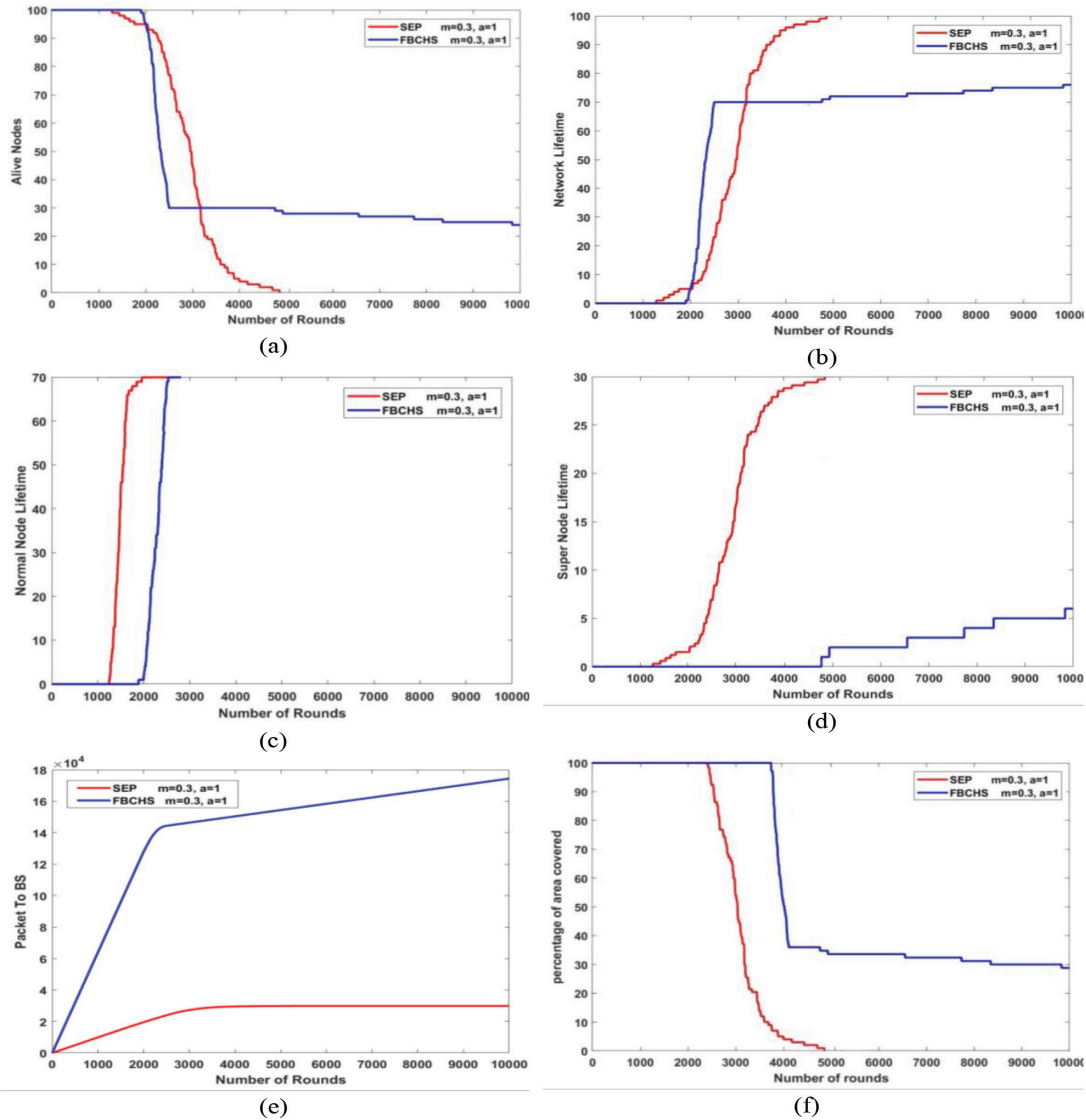 100
90
80
70
60
50
40
30
20
10
0
Alive Nodes
SEP m=0.3, a=1
FBCHS m=0.3, a=1
0 1000 2000 3000 4000 5000 6000 7000 8000 9000 1000
Number of Rounds
(a)
100
90
80
70
60
50
40
30
20
10
0
Network Lifetime
SEP m=0.3, a=1
FBCHS m=0.3, a=1
0 1000 2000 3000 4000 5000 6000 7000 8000 9000 10000
Number of Rounds
(b)
70
60
50
40
30
20
10
0
Normal Node Lifetime
SEP m=0.3, a=1
FBCHS m=0.3, a=1
0 1000 2000 3000 4000 5000 6000 7000 8000 9000 10000
Number of Rounds
(c)
30
25
20
15
10
5
0
Super Node Lifetime
SEP m=0.3, a=1
FBCHS m=0.3, a=1
0 1000 2000 3000 4000 5000 6000 7000 8000 9000 10000
Number of Rounds
(d)
×10⁴
18
16
14
12
10
8
6
4
2
0
Packet To BS
SEP m=0.3, a=1
FBCHS m=0.3, a=1
0 1000 2000 3000 4000 5000 6000 7000 8000 9000 10000
Number of Rounds
(e)
100
90
80
70
60
50
40
30
20
10
0
percentage of area covered
SEP m=0.3, a=1
FBCHS m=0.3, a=1
0 1000 2000 3000 4000 5000 6000 7000 8000 9000 10000
Number of rounds
(f)